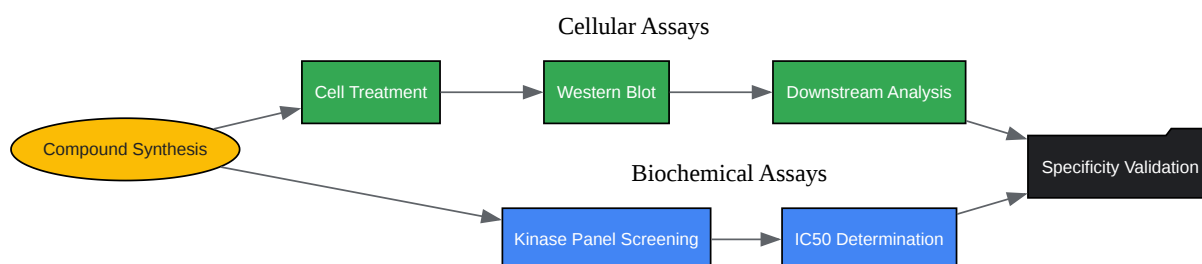 Cellular Assays
Cell Treatment
Western Blot
Downstream Analysis
Compound Synthesis
Specificity Validation
Biochemical Assays
Kinase Panel Screening
IC50 Determination